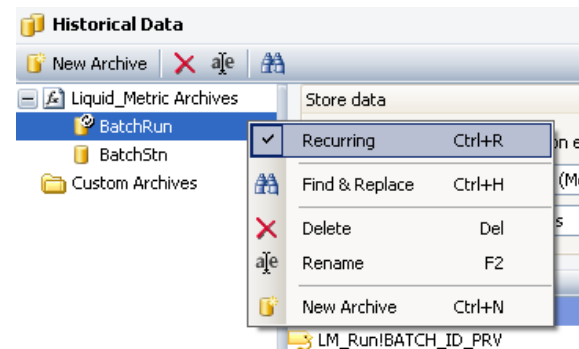 Historical Data
New Archive aĮe
Liquid_Metric Archives
Store data
BatchRun
Recurring Ctrl+R
BatchStn
Find & Replace Ctrl+H
Custom Archives
Delete Del
Rename F2
New Archive Ctrl+N
LM_Run!BATCH_ID_PRV